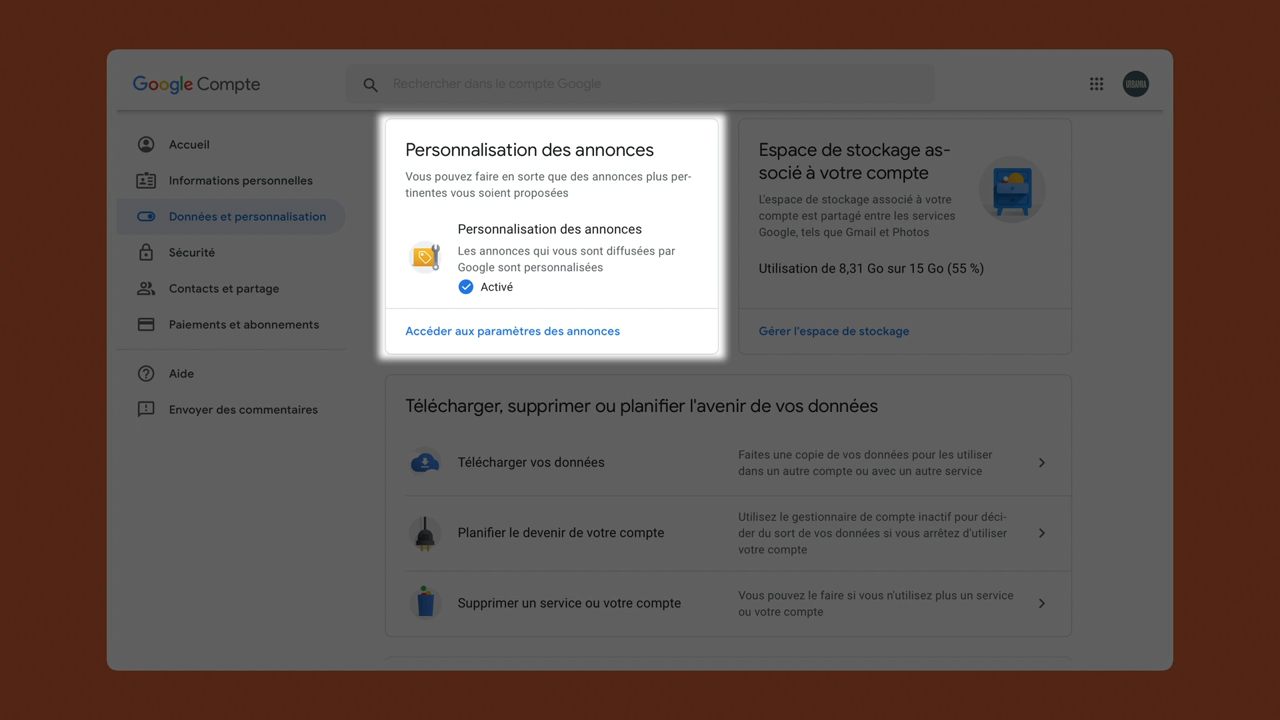 Google Compte
Rechercher dans le compte Google
URBANIA
Accueil
Informations personnelles
Données et personnalisation
Sécurité
Contacts et partage
Paiements et abonnements
Aide
Envoyer des commentaires
Personnalisation des annonces
Vous pouvez faire en sorte que des annonces plus per-
tinentes vous soient proposées
Personnalisation des annonces
Les annonces qui vous sont diffusées par
Google sont personnalisées
Activé
Accéder aux paramètres des annonces
Espace de stockage as-
socié à votre compte
L'espace de stockage associé à votre
compte est partagé entre les services
Google, tels que Gmail et Photos
Utilisation de 8,31 Go sur 15 Go (55 %)
Gérer l'espace de stockage
Télécharger, supprimer ou planifier l'avenir de vos données
Télécharger vos données
Faites une copie de vos données pour les utiliser
dans un autre compte ou avec un autre service
Planifier le devenir de votre compte
Utilisez le gestionnaire de compte inactif pour déci-
der du sort de vos données si vous arrêtez d'utiliser
votre compte
Supprimer un service ou votre compte
Vous pouvez le faire si vous n'utilisez plus un service
ou votre compte